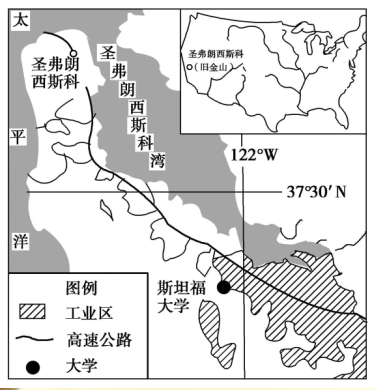 太
平
洋
圣弗朗
西斯科
圣弗朗西斯科湾
圣弗朗西斯科
(旧金山)
122°W
37°30′N
斯坦福
大学
图例
工业区
高速公路
大学